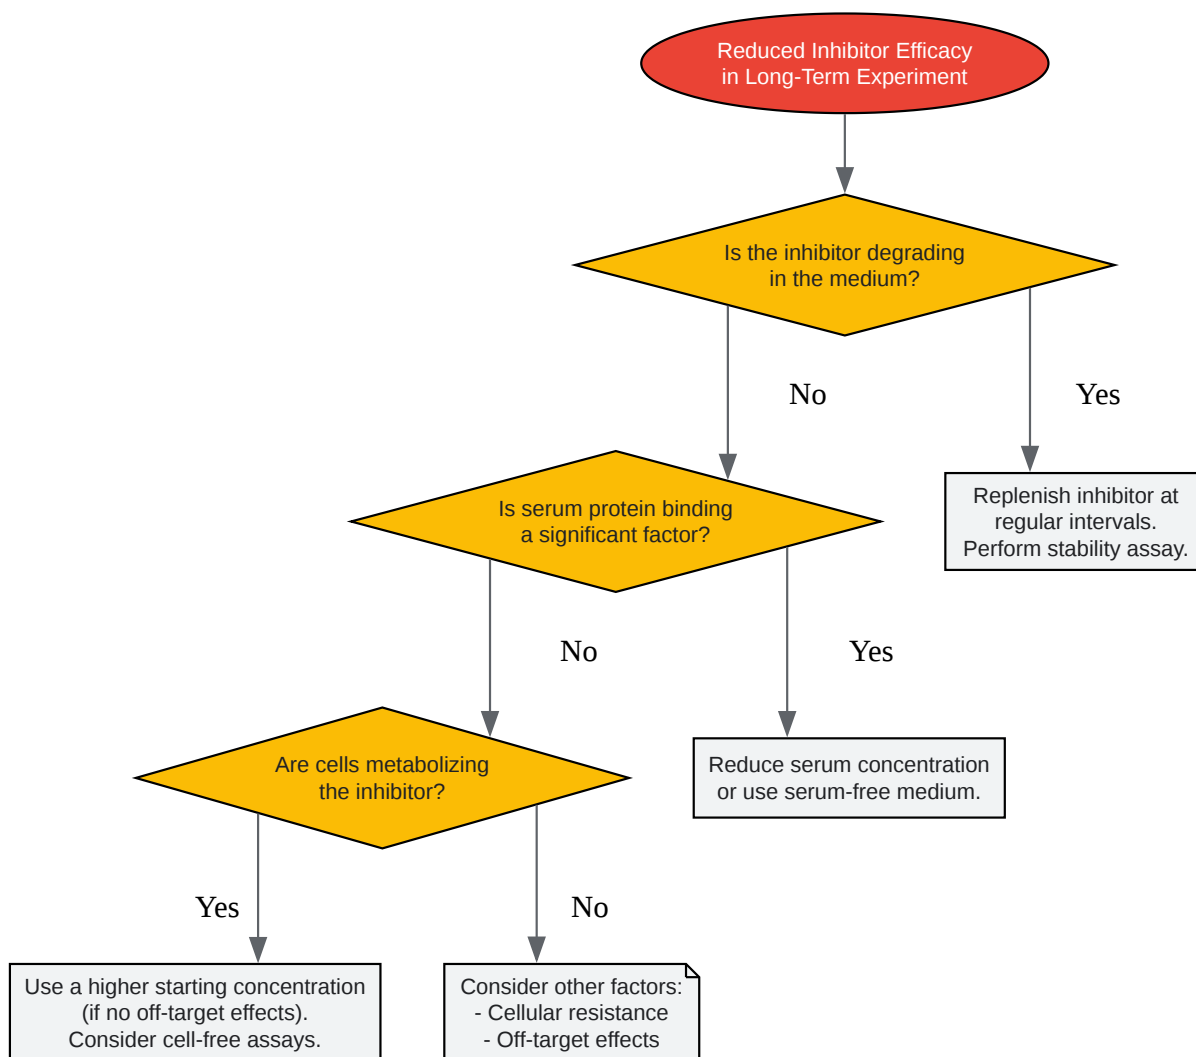 Reduced Inhibitor Efficacy
in Long-Term Experiment
Is the inhibitor degrading
in the medium?
No
Yes
Is serum protein binding
a significant factor?
Replenish inhibitor at
regular intervals.
Perform stability assay.
No
Yes
Are cells metabolizing
the inhibitor?
Reduce serum concentration
or use serum-free medium.
Yes
No
Use a higher starting concentration
(if no off-target effects).
Consider cell-free assays.
Consider other factors:
- Cellular resistance
- Off-target effects